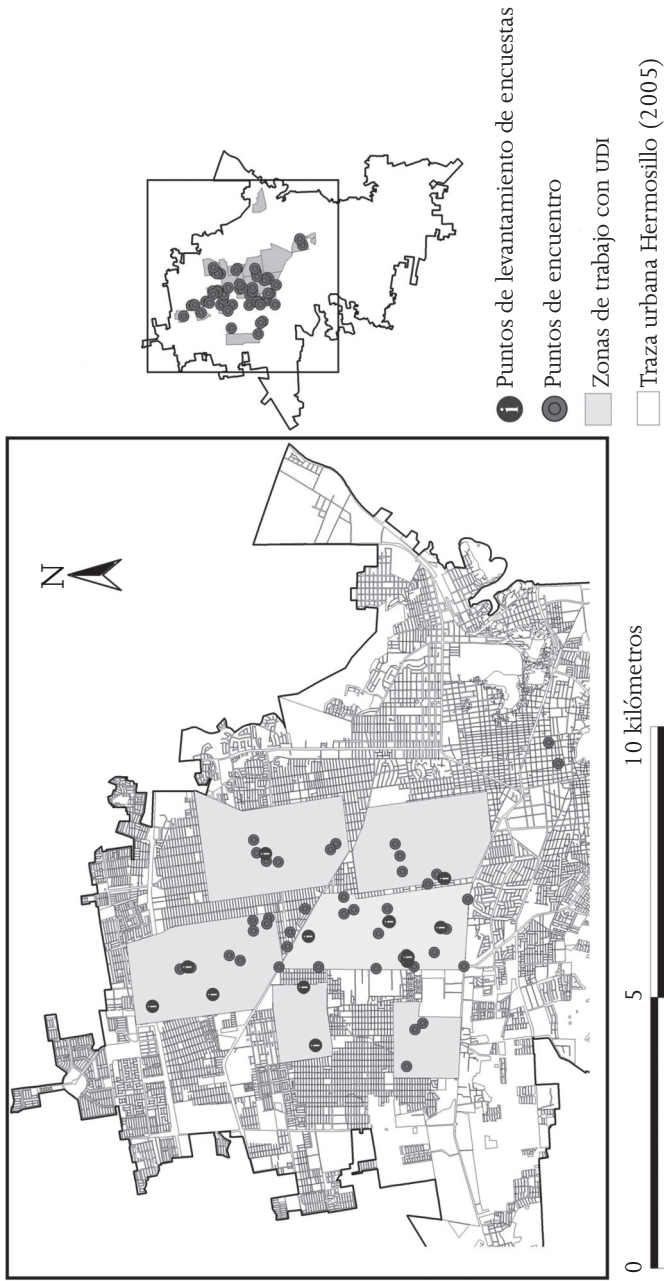 N
Puntos de levantamiento de encuestas
Puntos de encuentro
Zonas de trabajo con UDI
Traza urbana Hermosillo (2005)
0
5
10 kilómetros